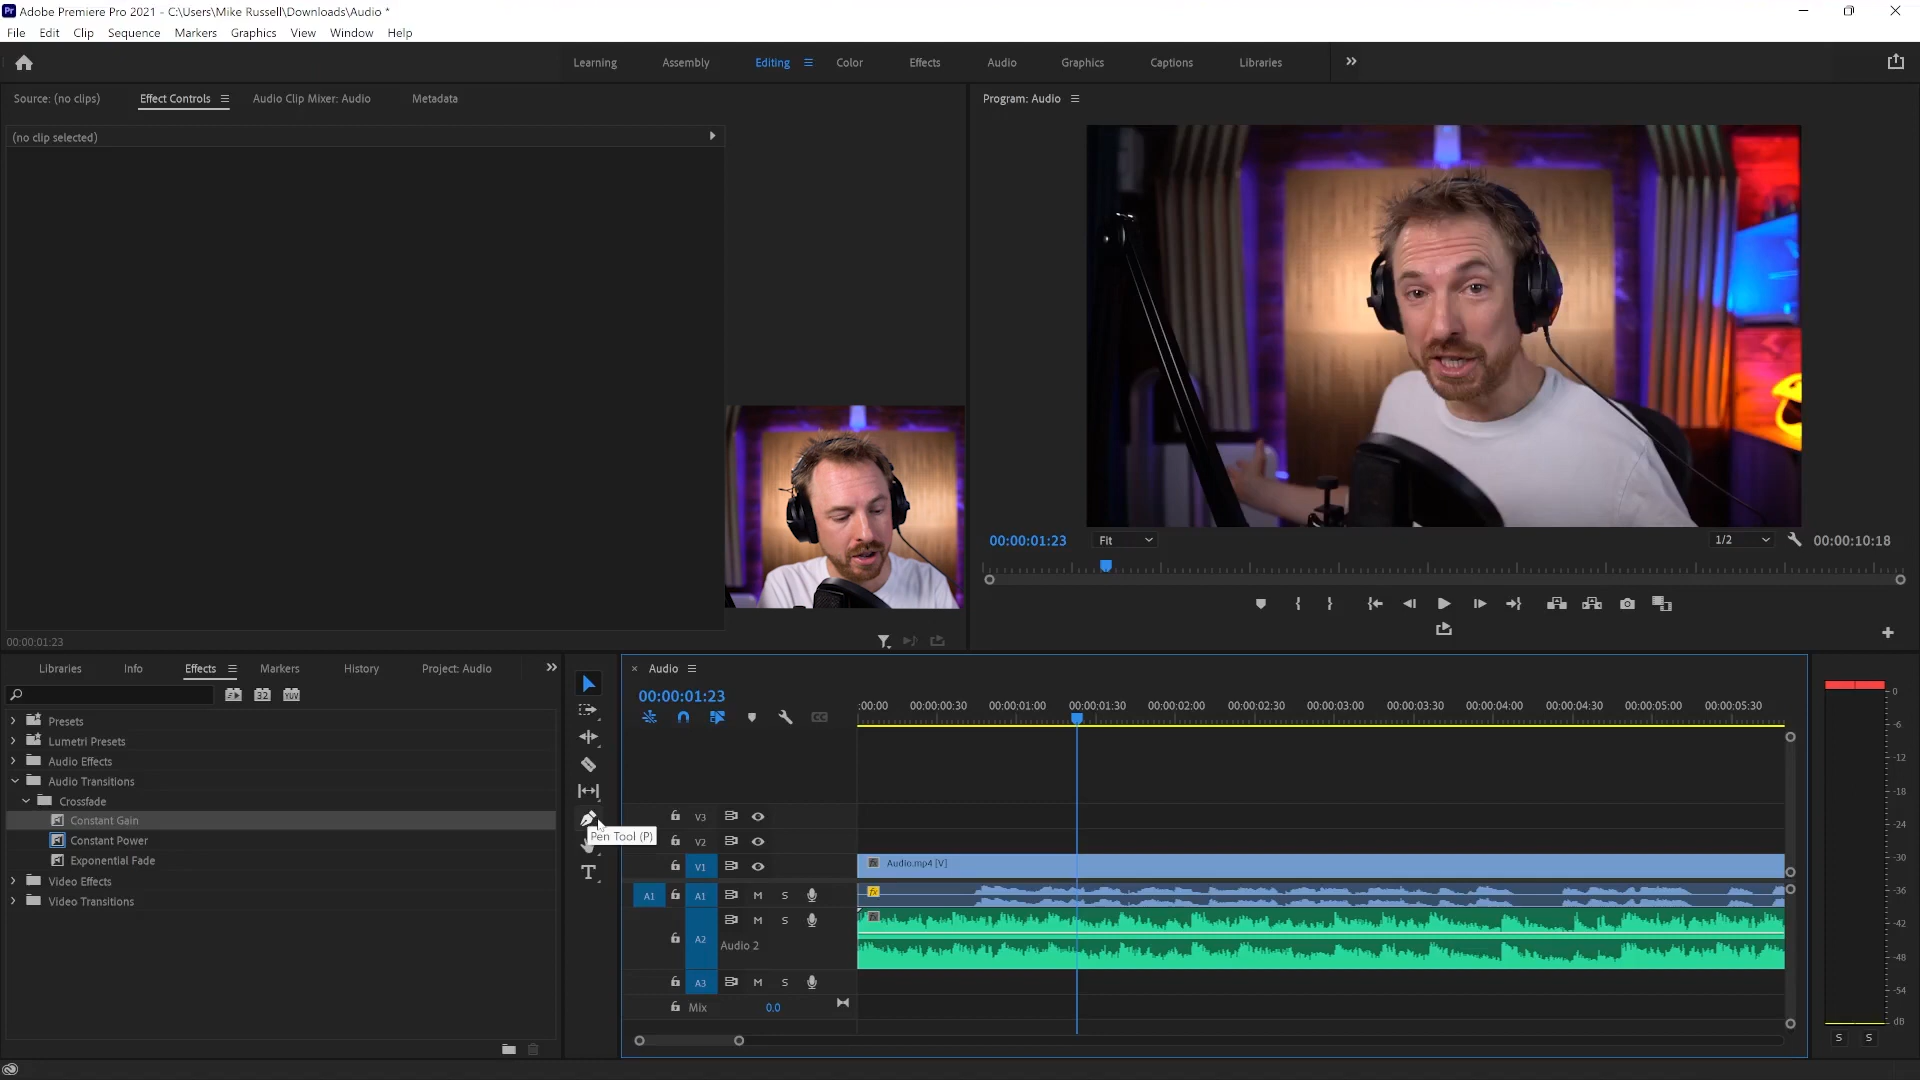 Adobe Premiere Pro 2021 - C:\Users\Mike Russell\Downloads\Audio *
File Edit Clip Sequence Markers Graphics View Window Help
Learning Assembly Editing Color Effects Audio Graphics Captions Libraries
Source: (no clips) Effect Controls Audio Clip Mixer: Audio Metadata
Program: Audio
(no clip selected)
00:00:01:23 Fit 1/2 00:00:10:18
00:00:01:23
Libraries Info Effects Markers History Project: Audio
32 YUV
Presets
Lumetri Presets
Audio Effects
Audio Transitions
Crossfade
Constant Gain
Constant Power
Exponential Fade
Video Effects
Video Transitions
Pen Tool (P)
T
Audio
00:00:01:23
CC
:00:00 00:00:00:30 00:00:01:00 00:00:01:30 00:00:02:00 00:00:02:30 00:00:03:00 00:00:03:30 00:00:04:00 00:00:04:30 00:00:05:00 00:00:05:30
V3
V2
V1 fx Audio.mp4 [V]
A1 A1 M S fx
M S fx
A2 Audio 2
A3 M S
Mix 0.0
0
-6
-12
-18
-24
-30
-36
-42
-48
-54
dB
S S